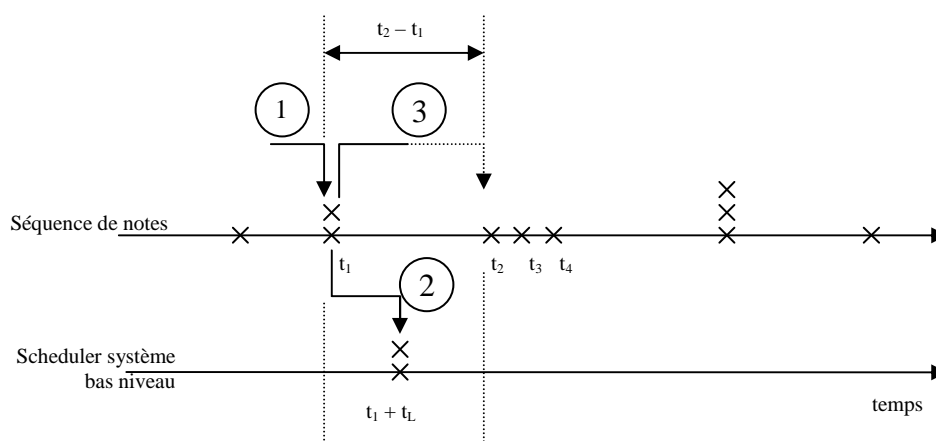 t₂ – t₁
1
3
Séquence de notes
t₁
t₂
t₃
t₄
2
Scheduler système
bas niveau
t₁ + t_L
temps